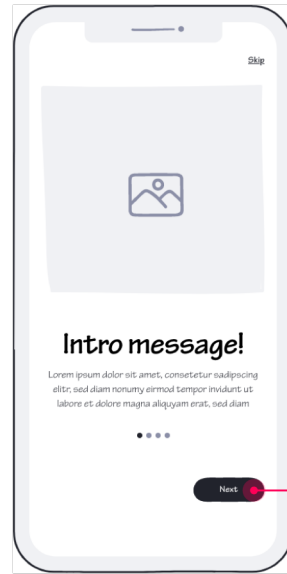 Skip
Intro message!
Lorem ipsum dolor sit amet, consetetur sadipscing
elitr, sed diam nonumy eirmod tempor invidunt ut
labore et dolore magna aliquyam erat, sed diam
Next